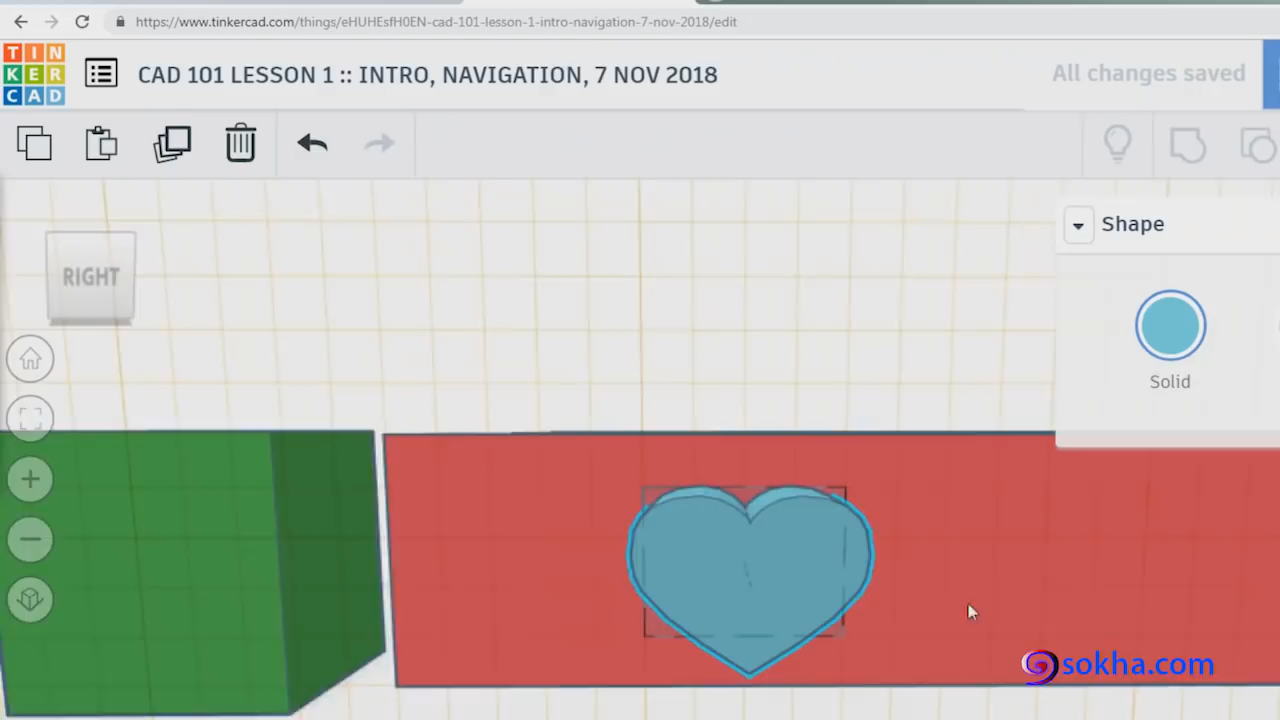 https://www.tinkercad.com/things/eHUHEsfH0EN-cad-101-lesson-1-intro-navigation-7-nov-2018/edit
TIN
KER
CAD
CAD 101 LESSON 1 :: INTRO, NAVIGATION, 7 NOV 2018
All changes saved
Shape
RIGHT
Solid
sokha.com